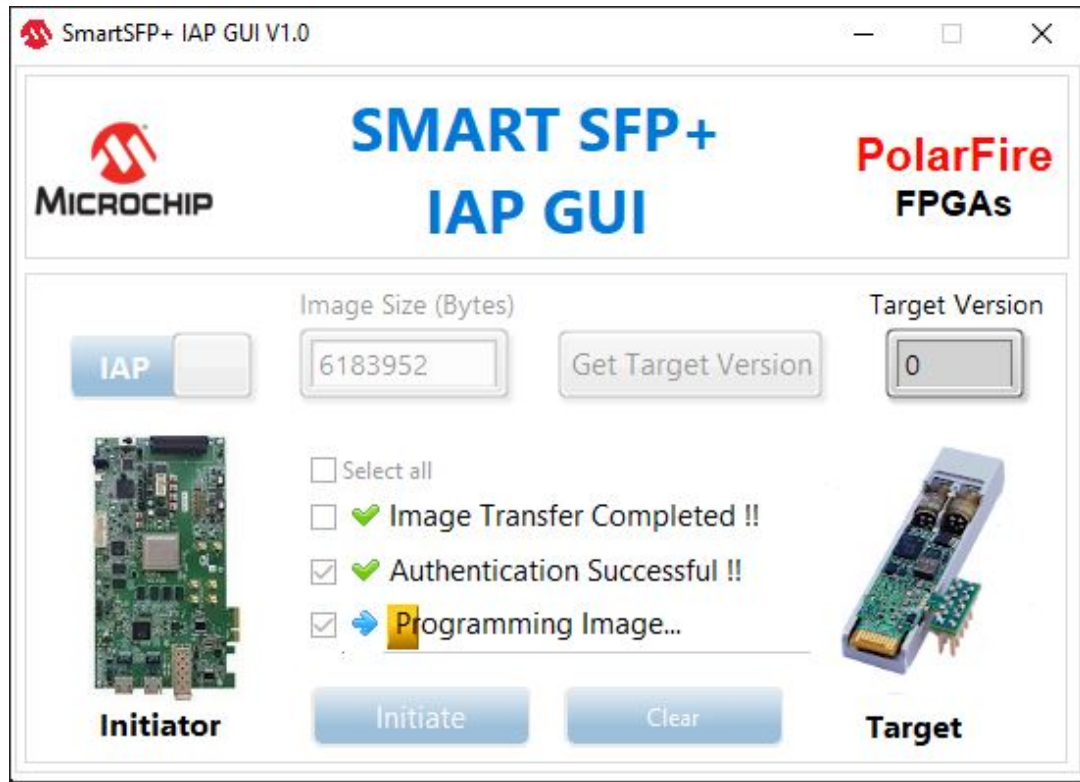 SmartSFP+ IAP GUI V1.0
MICROCHIP
SMART SFP+
IAP GUI
PolarFire
FPGAs
Image Size (Bytes)
Target Version
IAP
6183952
Get Target Version
0
Select all
Image Transfer Completed !!
Authentication Successful !!
Programming Image...
Initiate
Clear
Initiator
Target